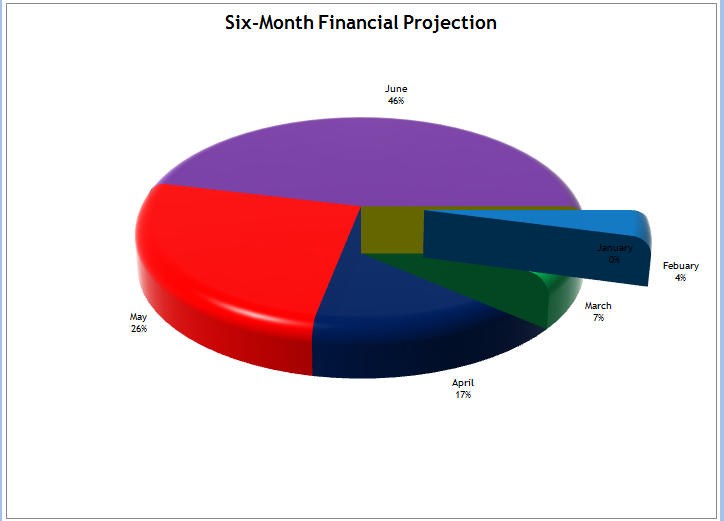 Six-Month Financial Projection
June
46%
January
0%
Febuary
4%
March
7%
May
26%
April
17%